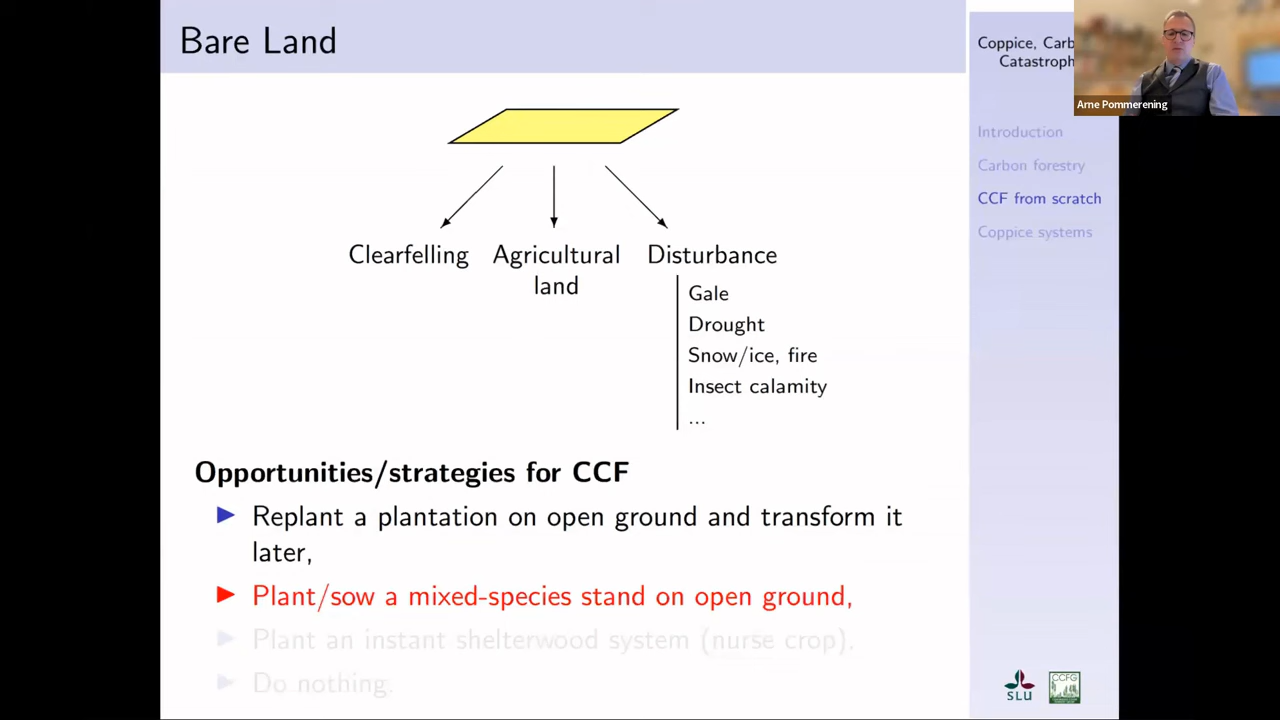 Bare Land
Clearfelling
Agricultural
land
Disturbance
Gale
Drought
Snow/ice, fire
Insect calamity
...
Opportunities/strategies for CCF
Replant a plantation on open ground and transform it
later,
Plant/sow a mixed-species stand on open ground,
Plant an instant shelterwood system (nurse crop).
Do nothing.
Coppice, Carb
Catastroph
Arne Pommerening
Introduction
Carbon forestry
CCF from scratch
Coppice systems
SLU
CCFG